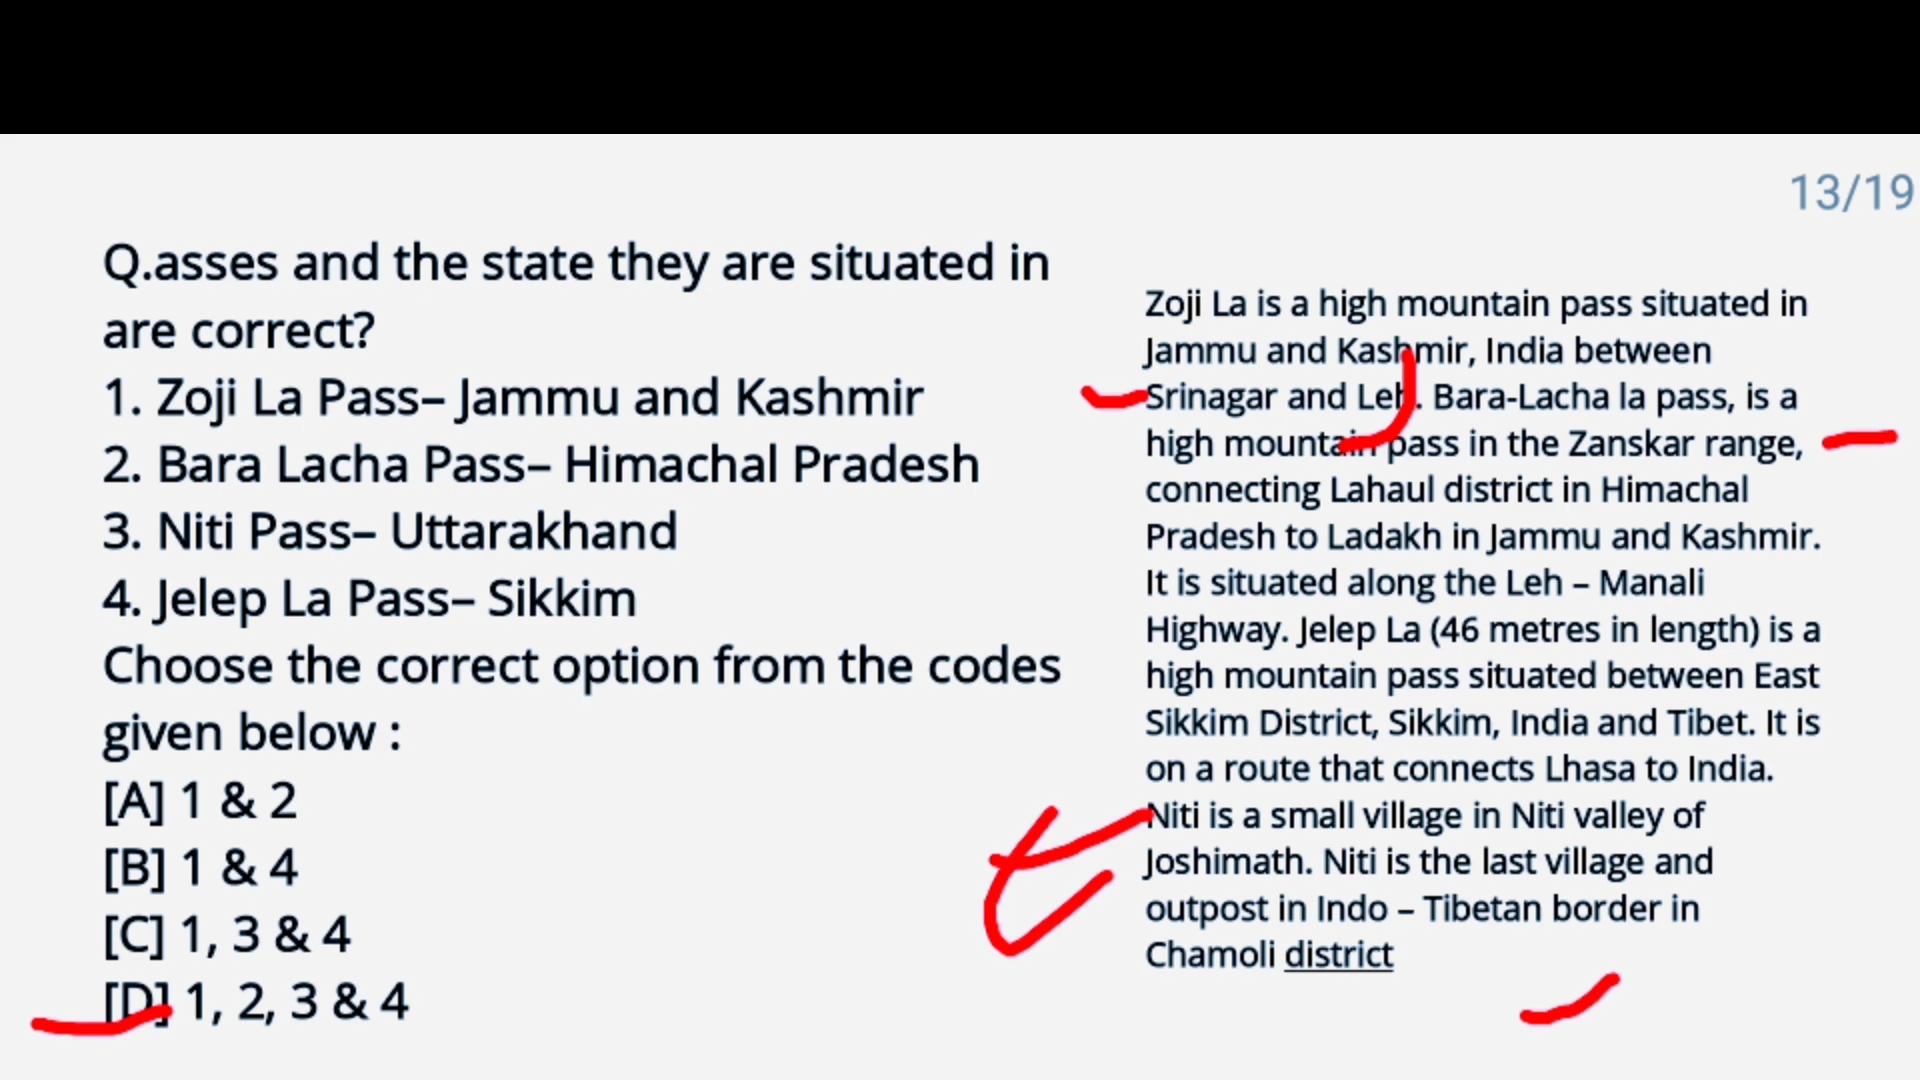 13/19
Q.asses and the state they are situated in
are correct?
1. Zoji La Pass– Jammu and Kashmir
2. Bara Lacha Pass– Himachal Pradesh
3. Niti Pass– Uttarakhand
4. Jelep La Pass– Sikkim
Choose the correct option from the codes
given below :
[A] 1 & 2
[B] 1 & 4
[C] 1, 3 & 4
[D] 1, 2, 3 & 4
Zoji La is a high mountain pass situated in
Jammu and Kashmir, India between
Srinagar and Leh. Bara-Lacha la pass, is a
high mountain pass in the Zanskar range,
connecting Lahaul district in Himachal
Pradesh to Ladakh in Jammu and Kashmir.
It is situated along the Leh – Manali
Highway. Jelep La (46 metres in length) is a
high mountain pass situated between East
Sikkim District, Sikkim, India and Tibet. It is
on a route that connects Lhasa to India.
Niti is a small village in Niti valley of
Joshimath. Niti is the last village and
outpost in Indo – Tibetan border in
Chamoli district